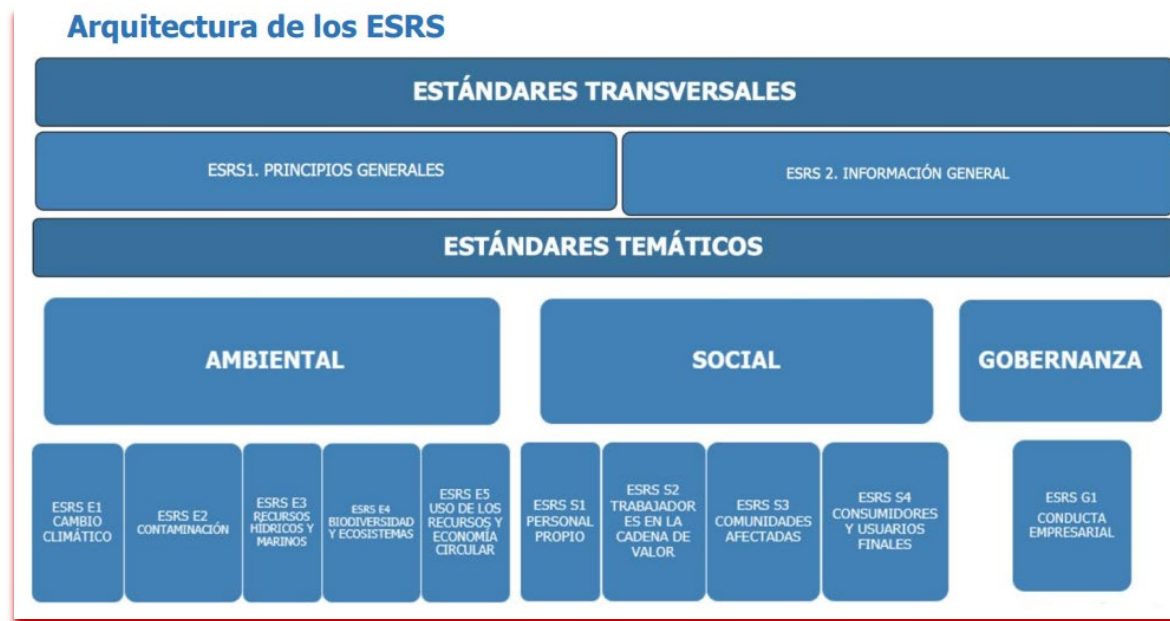 Arquitectura de los ESRS
ESTÁNDARES TRANSVERSALES
ESRS1. PRINCIPIOS GENERALES
ESRS 2. INFORMACIÓN GENERAL
ESTÁNDARES TEMÁTICOS
AMBIENTAL
SOCIAL
GOBERNANZA
ESRS E1
CAMBIO
CLIMÁTICO
ESRS E2
CONTAMINACIÓN
ESRS E3
RECURSOS
HÍDRICOS Y
MARINOS
ESRS E4
BIODIVERSIDAD
Y ECOSISTEMAS
ESRS E5
USO DE LOS
RECURSOS Y
ECONOMÍA
CIRCULAR
ESRS S1
PERSONAL
PROPIO
ESRS S2
TRABAJADOR
ES EN LA
CADENA DE
VALOR
ESRS S3
COMUNIDADES
AFECTADAS
ESRS S4
CONSUMIDORES
Y USUARIOS
FINALES
ESRS G1
CONDUCTA
EMPRESARIAL